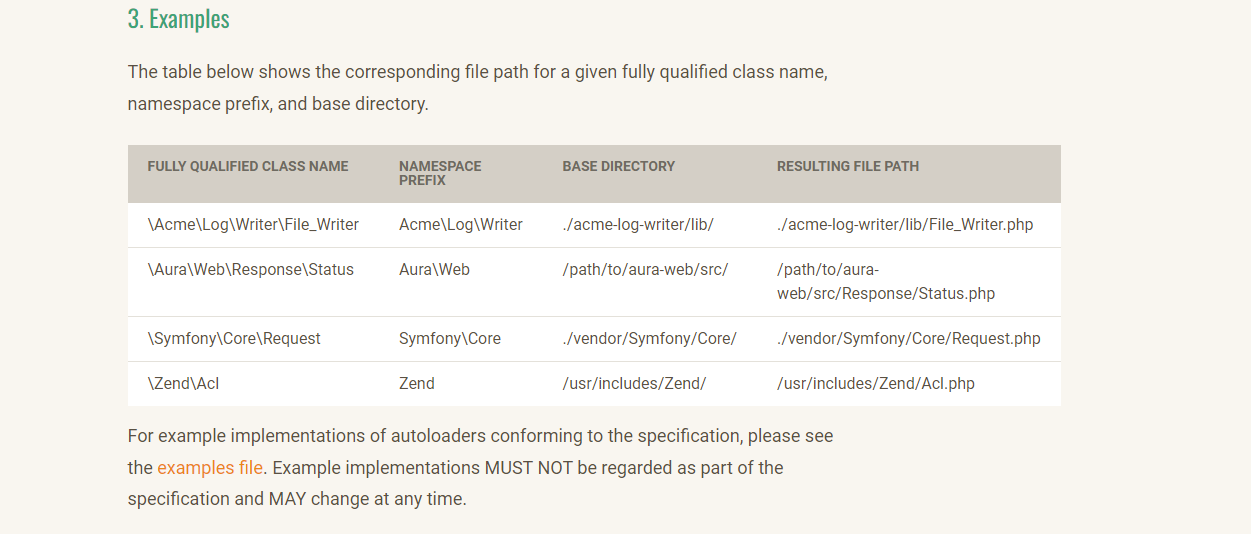 3. Examples
The table below shows the corresponding file path for a given fully qualified class name,
namespace prefix, and base directory.
FULLY QUALIFIED CLASS NAME NAMESPACE PREFIX BASE DIRECTORY RESULTING FILE PATH
\Acme\Log\Writer\File_Writer Acme\Log\Writer ./acme-log-writer/lib/ ./acme-log-writer/lib/File_Writer.php
\Aura\Web\Response\Status Aura\Web /path/to/aura-web/src/ /path/to/aura-
web/src/Response/Status.php
\Symfony\Core\Request Symfony\Core ./vendor/Symfony/Core/ ./vendor/Symfony/Core/Request.php
\Zend\Acl Zend /usr/includes/Zend/ /usr/includes/Zend/Acl.php
For example implementations of autoloaders conforming to the specification, please see
the examples file. Example implementations MUST NOT be regarded as part of the
specification and MAY change at any time.